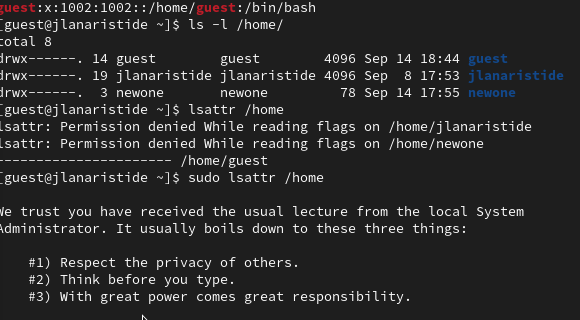 guest:x:1002:1002::/home/guest:/bin/bash
[guest@jlanaristide ~]$ ls -l /home/
total 8
drwx------. 14 guest        guest        4096 Sep 14 18:44 guest
drwx------. 19 jlanaristide jlanaristide 4096 Sep  8 17:53 jlanaristide
drwx------.  3 newone       newone         78 Sep 14 17:55 newone
[guest@jlanaristide ~]$ lsattr /home
lsattr: Permission denied While reading flags on /home/jlanaristide
lsattr: Permission denied While reading flags on /home/newone
---------------------- /home/guest
[guest@jlanaristide ~]$ sudo lsattr /home
We trust you have received the usual lecture from the local System
Administrator. It usually boils down to these three things:
#1) Respect the privacy of others.
#2) Think before you type.
#3) With great power comes great responsibility.